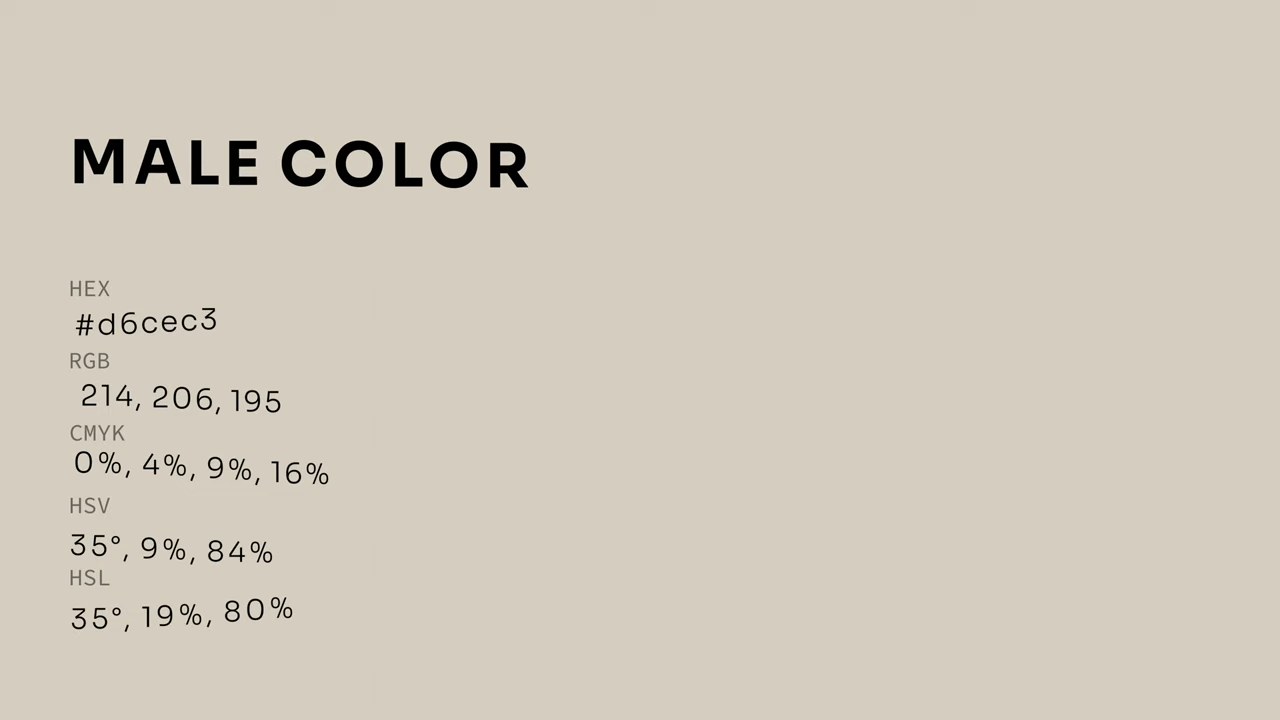 MALE COLOR
HEX
#d6cec3
RGB
214, 206, 195
CMYK
0%, 4%, 9%, 16%
HSV
35°, 9%, 84%
HSL
35°, 19%, 80%